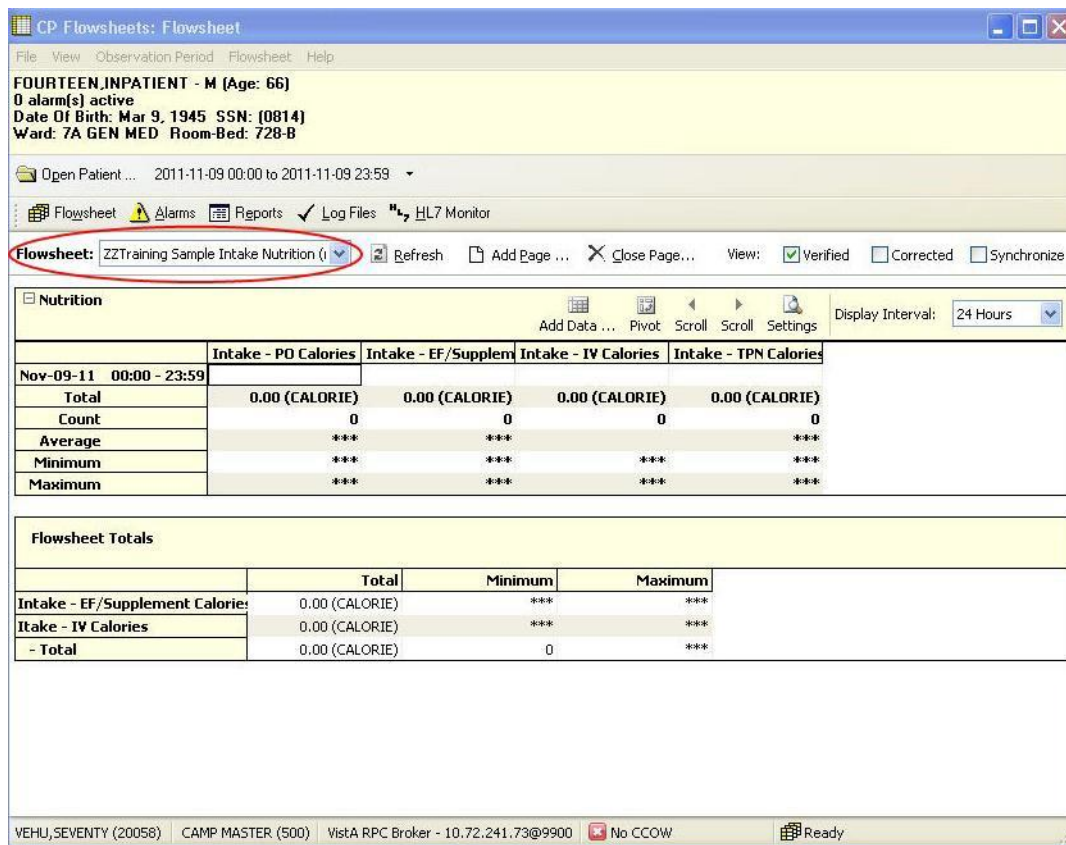 CP Flowsheets: Flowsheet
File View Observation Period Flowsheet Help
FOURTEEN,INPATIENT - M (Age: 66)
0 alarm(s) active
Date Of Birth: Mar 9, 1945 SSN: (0814)
Ward: 7A GEN MED Room-Bed: 728-B
Open Patient ... 2011-11-09 00:00 to 2011-11-09 23:59
Flowsheet Alarms Reports Log Files HL7 HL7 Monitor
Flowsheet: ZZTraining Sample Intake Nutrition ( Refresh Add Page ... Close Page... View: Verified Corrected Synchronize
Nutrition Add Data ... Pivot Scroll Scroll Settings Display Interval: 24 Hours
Intake - PO Calories Intake - EF/Supplem Intake - IV Calories Intake - TPN Calories
Nov-09-11 00:00 - 23:59
Total 0.00 (CALORIE) 0.00 (CALORIE) 0.00 (CALORIE) 0.00 (CALORIE)
Count 0 0 0 0
Average *** *** ***
Minimum *** *** *** ***
Maximum *** *** *** ***
Flowsheet Totals
Total Minimum Maximum
Intake - EF/Supplement Calories 0.00 (CALORIE) *** ***
Itake - IV Calories 0.00 (CALORIE) *** ***
- Total 0.00 (CALORIE) 0 ***
VEHU,SEVENTY (20058) CAMP MASTER (500) VistA RPC Broker - 10.72.241.73@9900 No CCOW Ready